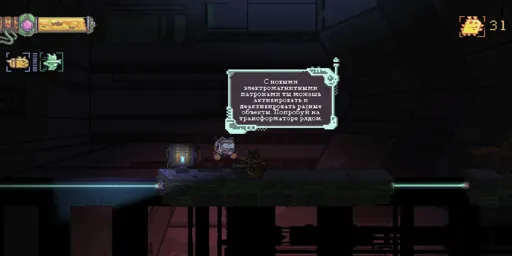 31
С новыми
электромагнитными
патронами ты можешь
активировать и
деактивировать разные
объекты. Попробуй на
трансформаторе рядом.